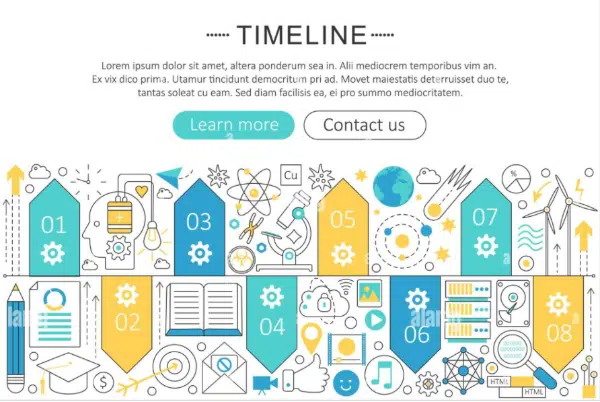 TIMELINE
Lorem ipsum dolor sit amet, altera ponderum sea in. Alii mediocrem temporibus vim an.
Ex vix dico prima. Utamur tincidunt democritum pri ad. Movet maiestatis deterruisset duo te,
tantas soleat cu eam. Sed diam facilisis ea, ei pro summo mediocritatem.
Learn more
Contact us
Cu
%
01
03
05
07
02
04
06
08
$
HTML
HTML
alamy